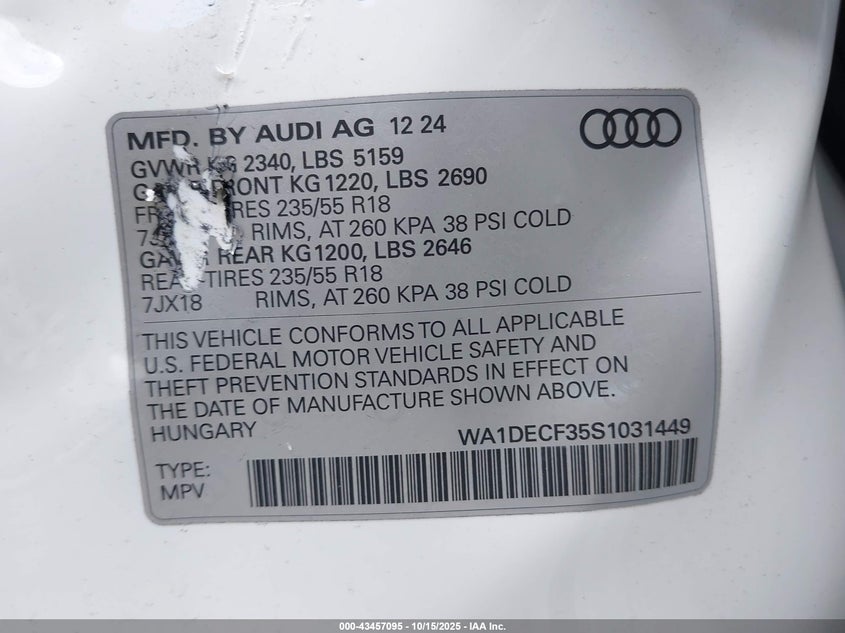 MFD. BY AUDI AG 12 24
GVWR KG 2340, LBS 5159
FRONT KG 1220, LBS 2690
235/55 R18
RIMS, AT 260 KPA 38 PSI COLD
REAR KG 1200, LBS 2646
TIRES 235/55 R18
7JX18 RIMS, AT 260 KPA 38 PSI COLD
THIS VEHICLE CONFORMS TO ALL APPLICABLE
U.S. FEDERAL MOTOR VEHICLE SAFETY AND
THEFT PREVENTION STANDARDS IN EFFECT ON
THE DATE OF MANUFACTURE SHOWN ABOVE.
HUNGARY WA1DECF35S1031449
TYPE:
MPV
000-43457095 - 10/15/2025 - IAA Inc.